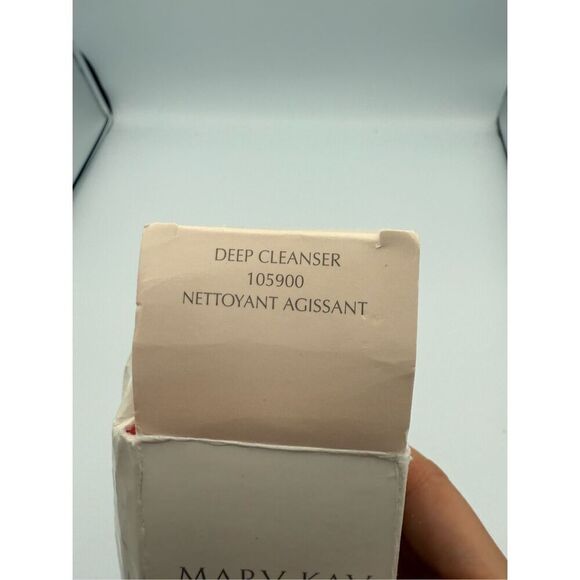 DEEP CLEANSER
105900
NETTOYANT AGISSANT
MARY KAY